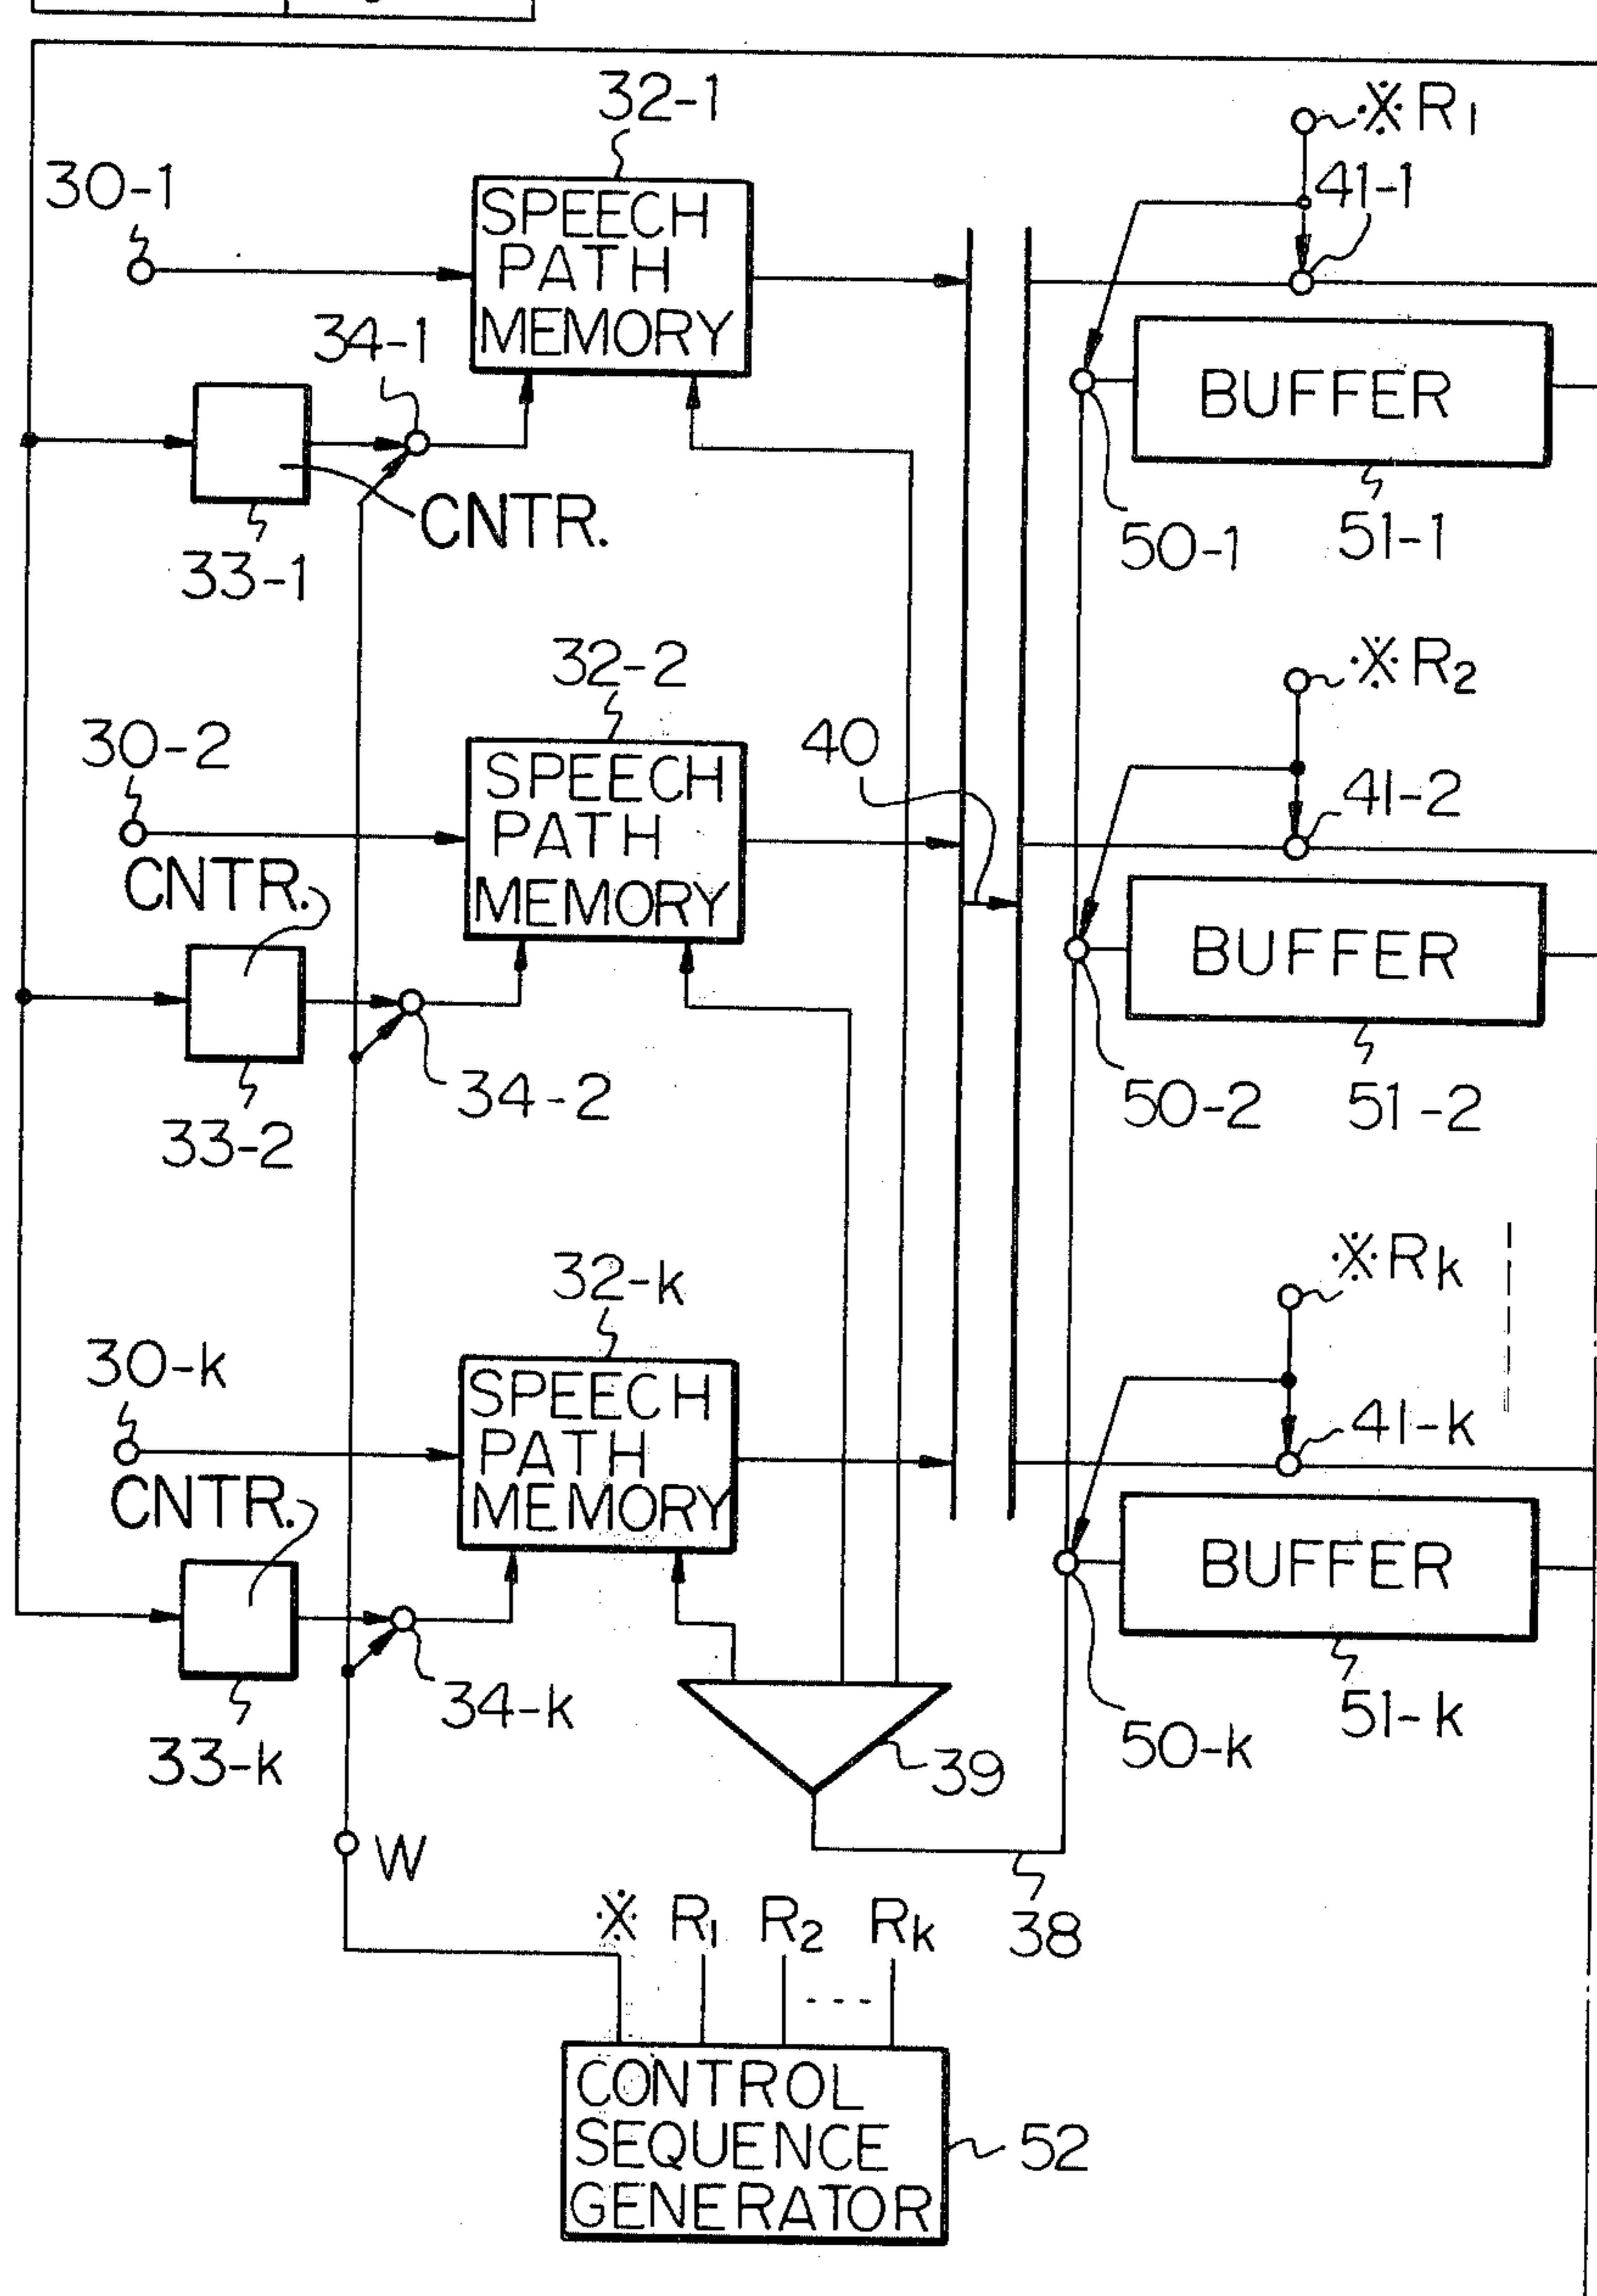 32-1
※ R1
30-1
41-1
SPEECH
PATH
MEMORY
34-1
BUFFER
CNTR.
33-1
50-1
51-1
32-2
※ R2
30-2
40
41-2
SPEECH
PATH
MEMORY
CNTR.
BUFFER
34-2
33-2
50-2
51-2
32-k
※ Rk
30-k
41-k
SPEECH
PATH
MEMORY
CNTR.
BUFFER
34-k
33-k
50-k
51-k
39
W
※ R1 R2 Rk
38
CONTROL
SEQUENCE
GENERATOR
52